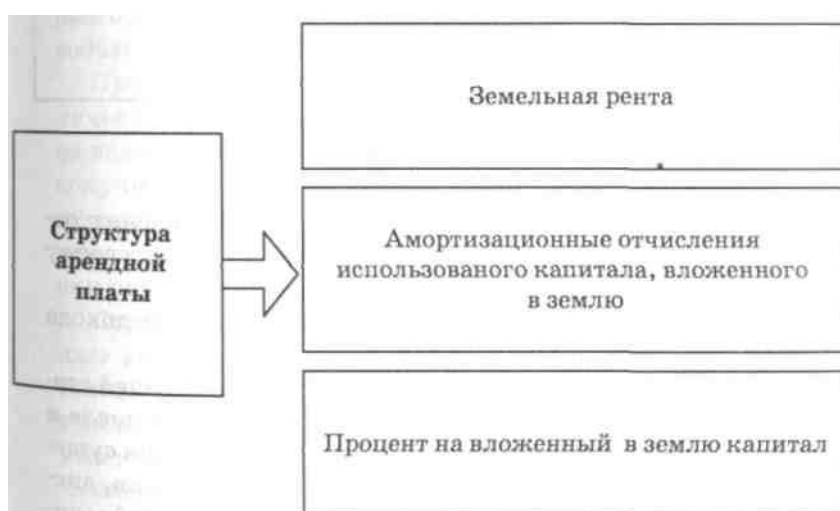 Земельная рента
Структура
арендной
платы
Амортизационные отчисления
использованого капитала, вложенного
в землю
Процент на вложенный в землю капитал